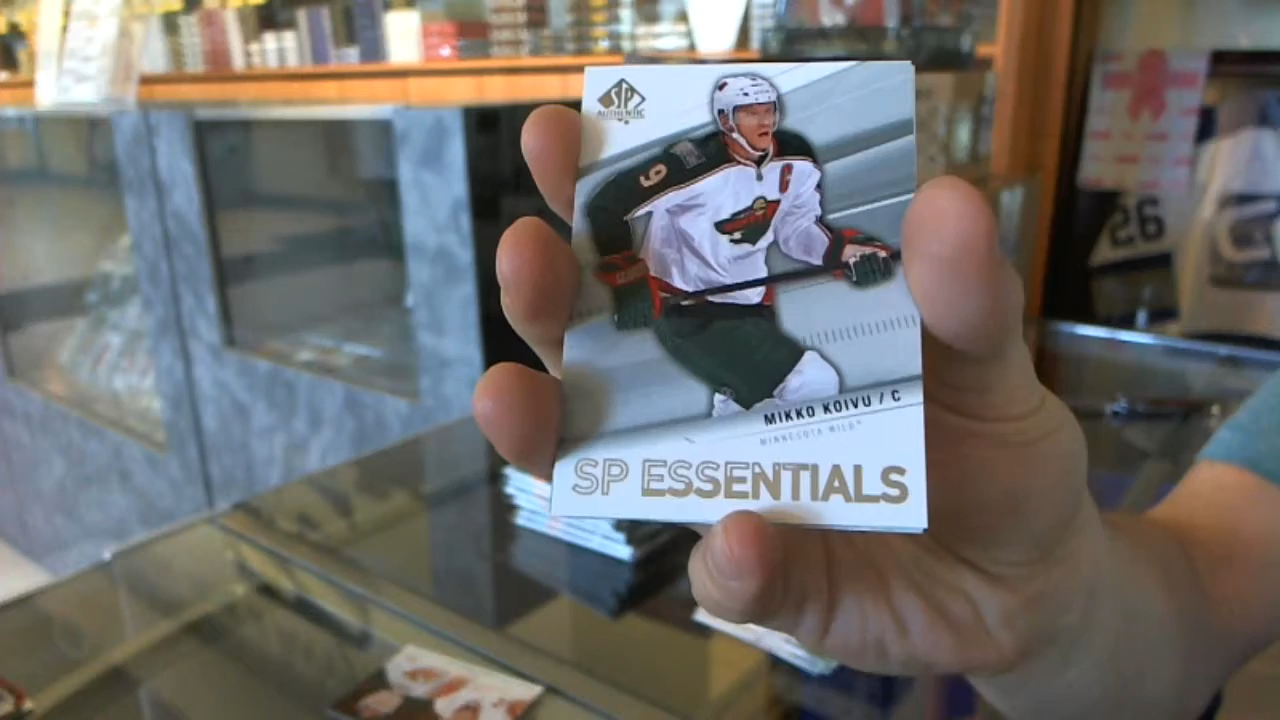 SP
AUTHENTIC
9
C
26
MIKKO KOIVU / C
MINNESOTA WILD
SP ESSENTIALS